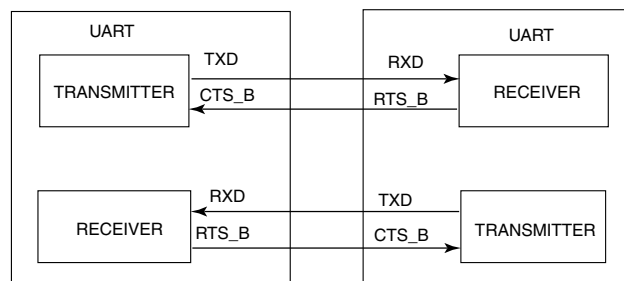 UART UART
TXD RXD
TRANSMITTER CTS_B RTS_B RECEIVER
RXD TXD
RECEIVER RTS_B CTS_B TRANSMITTER